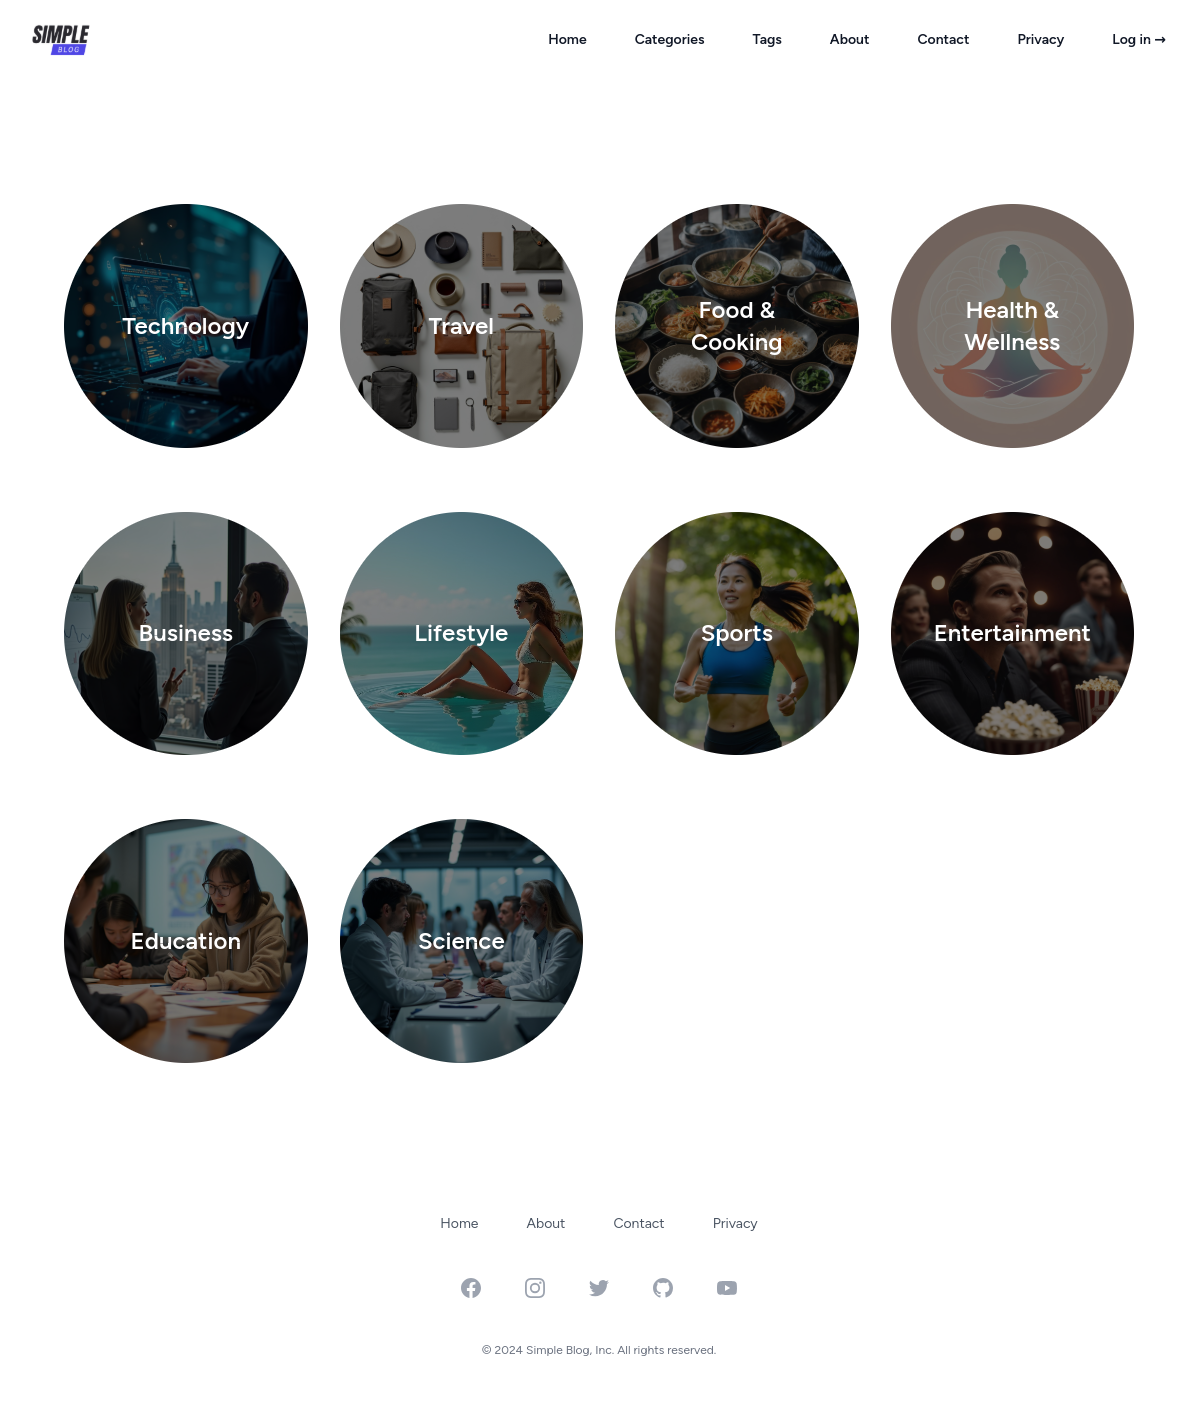 SIMPLE
BLOG
Home
Categories
Tags
About
Contact
Privacy
Log in →
Technology
Travel
Food &
Cooking
Health &
Wellness
Business
Lifestyle
Sports
Entertainment
Education
Science
Home
About
Contact
Privacy
© 2024 Simple Blog, Inc. All rights reserved.